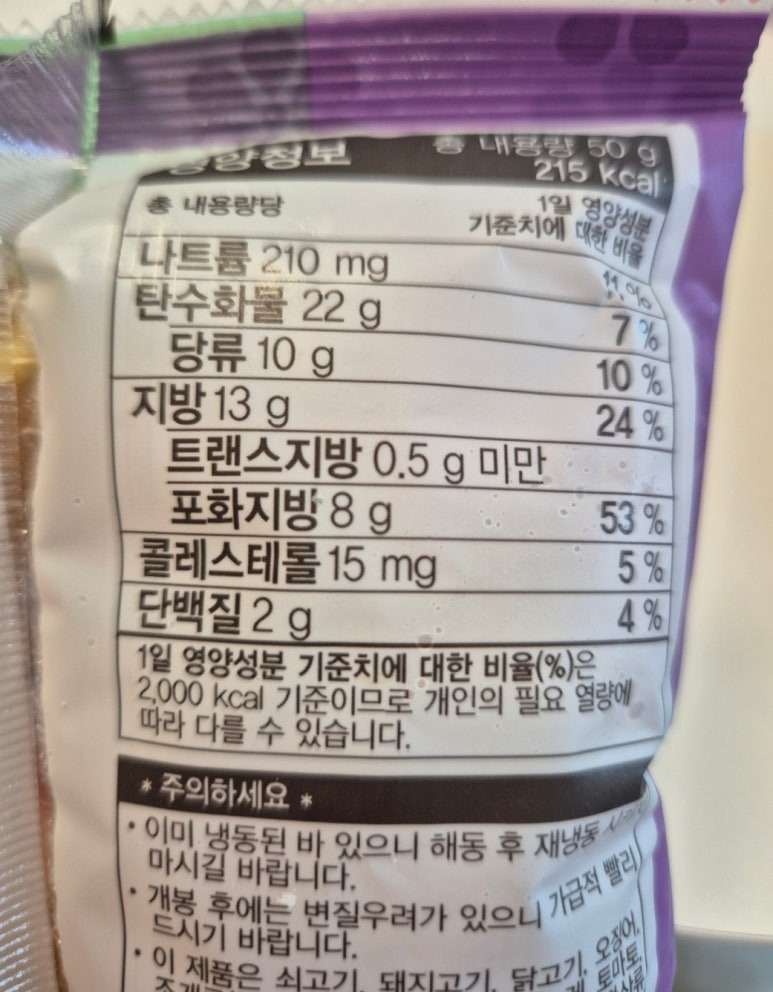 영양정보
총 내용량 50 g
215 kcal
총 내용량당
1일 영양성분
기준치에 대한 비율
나트륨 210 mg 11 %
탄수화물 22 g 7 %
당류 10 g 10 %
지방 13 g 24 %
트랜스지방 0.5 g 미만
포화지방 8 g 53 %
콜레스테롤 15 mg 5 %
단백질 2 g 4 %
1일 영양성분 기준치에 대한 비율(%)은
2,000 kcal 기준이므로 개인의 필요 열량에
따라 다를 수 있습니다.
* 주의하세요 *
• 이미 냉동된 바 있으니 해동 후 재냉동
마시길 바랍니다.
• 개봉 후에는 변질우려가 있으니 가급적 빨리
드시기 바랍니다.
• 이 제품은 쇠고기, 돼지고기, 닭고기, 오징어,
토마토,